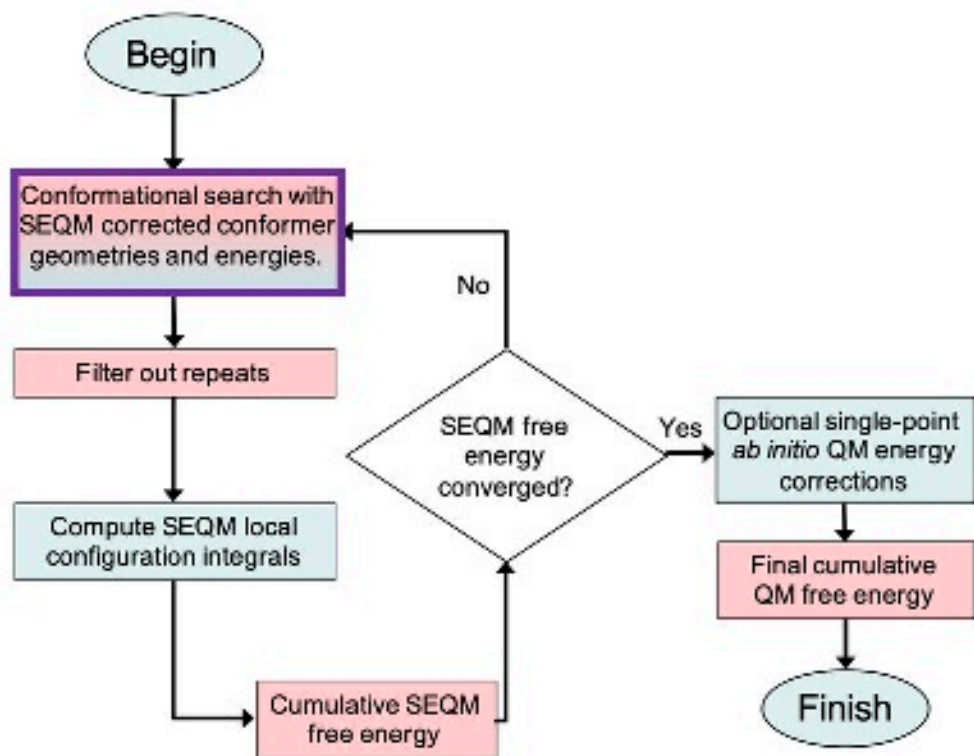 Begin
Conformational search with
SEQM corrected conformer
geometries and energies.
Filter out repeats
Compute SEQM local
configuration integrals
Cumulative SEQM
free energy
SEQM free
energy
converged?
No
Yes
Optional single-point
ab initio QM energy
corrections
Final cumulative
QM free energy
Finish